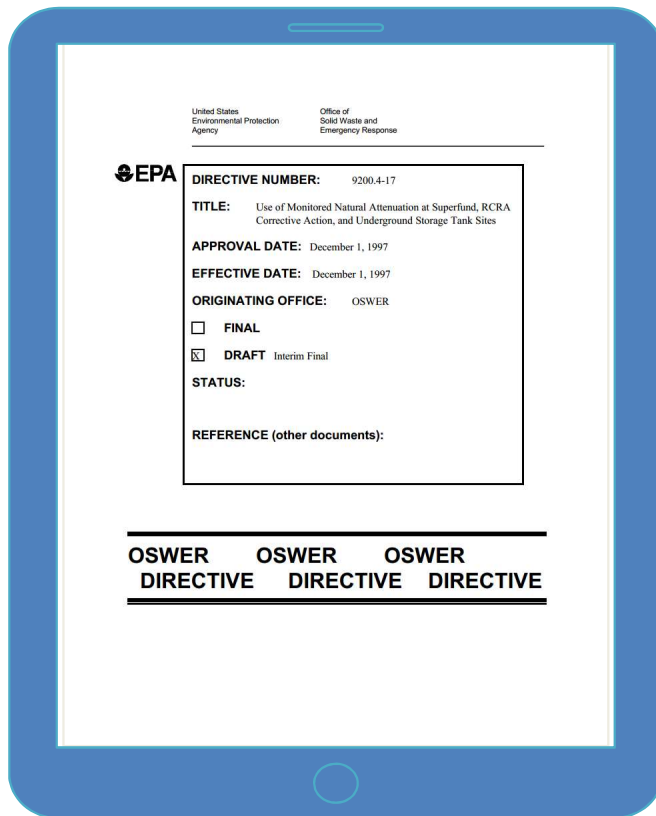 United States
Environmental Protection
Agency
Office of
Solid Waste and
Emergency Response
EPA
DIRECTIVE NUMBER: 9200.4-17
TITLE: Use of Monitored Natural Attenuation at Superfund, RCRA
Corrective Action, and Underground Storage Tank Sites
APPROVAL DATE: December 1, 1997
EFFECTIVE DATE: December 1, 1997
ORIGINATING OFFICE: OSWER
FINAL
X DRAFT Interim Final
STATUS:
REFERENCE (other documents):
OSWER OSWER OSWER
DIRECTIVE DIRECTIVE DIRECTIVE